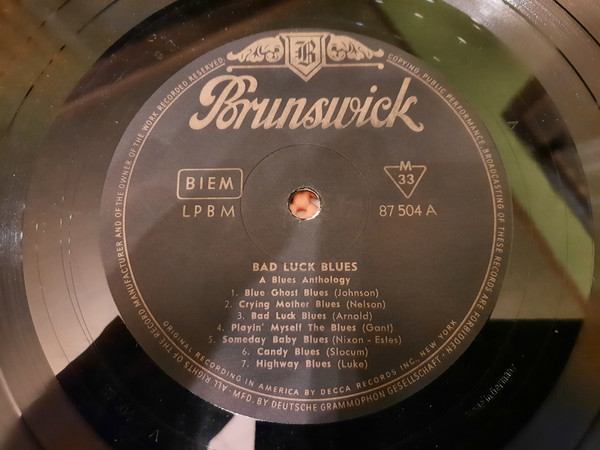 B
Brunswick
BIEM
LPBM
M
33
87 504 A
BAD LUCK BLUES
A Blues Anthology
1. Blue Ghost Blues (Johnson)
2. Crying Mother Blues (Nelson)
3. Bad Luck Blues (Arnold)
4. Playin' Myself The Blues (Gant)
5. Someday Baby Blues (Nixon - Estes)
6. Candy Blues (Slocum)
7. Highway Blues (Luke)
ORIGINAL RECORDING IN AMERICA BY DECCA RECORDS INC., NEW YORK
ALL RIGHTS OF THE RECORD MANUFACTURER AND OF THE OWNER OF THE WORK RECORDED RESERVED. COPYING, PUBLIC PERFORMANCE, BROADCASTING OF THESE RECORDS ARE FORBIDDEN
MFD. BY DEUTSCHE GRAMMOPHON GESELLSCHAFT